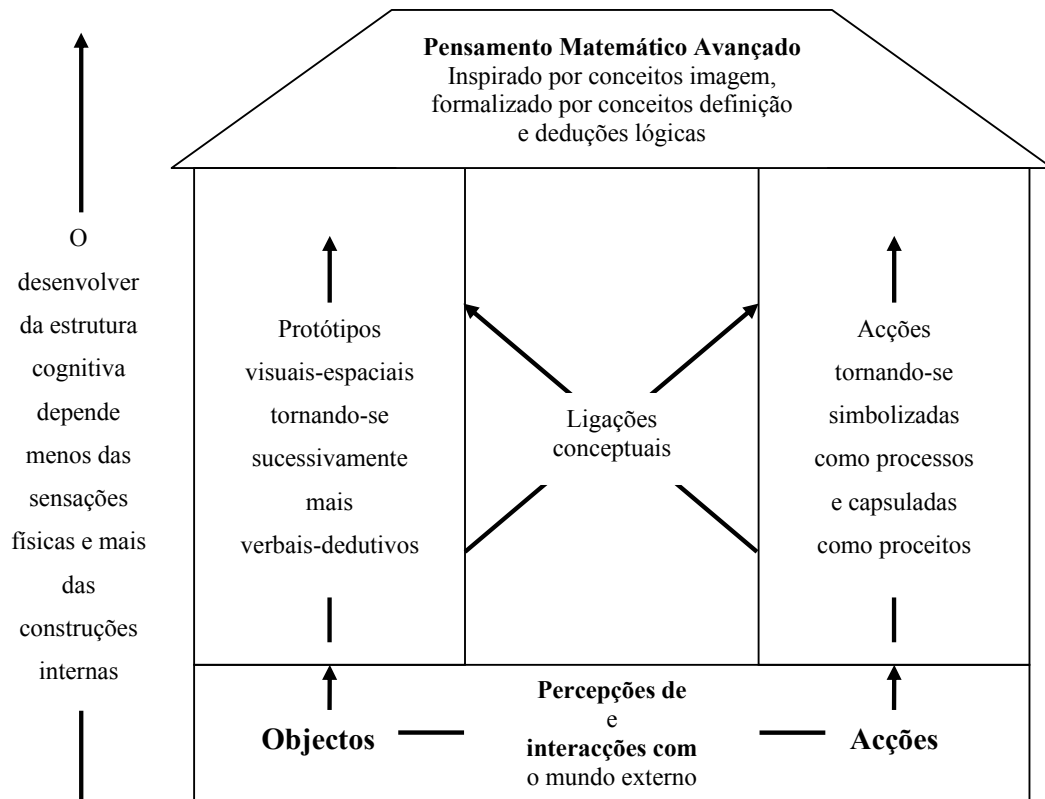 Pensamento Matemático Avançado
Inspirado por conceitos imagem,
formalizado por conceitos definição
e deduções lógicas
O
desenvolver
da estrutura
cognitiva
depende
menos das
sensações
físicas e mais
das
construções
internas
Protótipos
visuais-espaciais
tornando-se
sucessivamente
mais
verbais-dedutivos
Ligações
conceptuais
Acções
tornando-se
simbolizadas
como processos
e capsuladas
como proceitos
Objectos
Percepções de
e
interacções com
o mundo externo
Acções